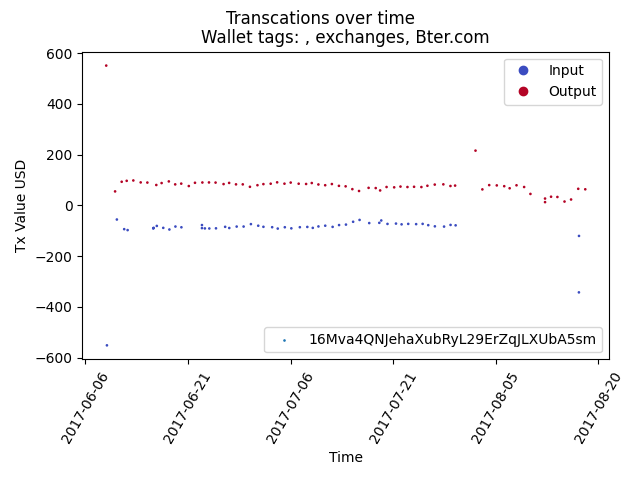 Transcations over time
Wallet tags: , exchanges, Bter.com
600
400
200
0
−200
−400
−600
Tx Value USD
Input
Output
16Mva4QNJehaXubRyL29ErZqJLXUbA5sm
2017-06-06
2017-06-21
2017-07-06
2017-07-21
2017-08-05
2017-08-20
Time